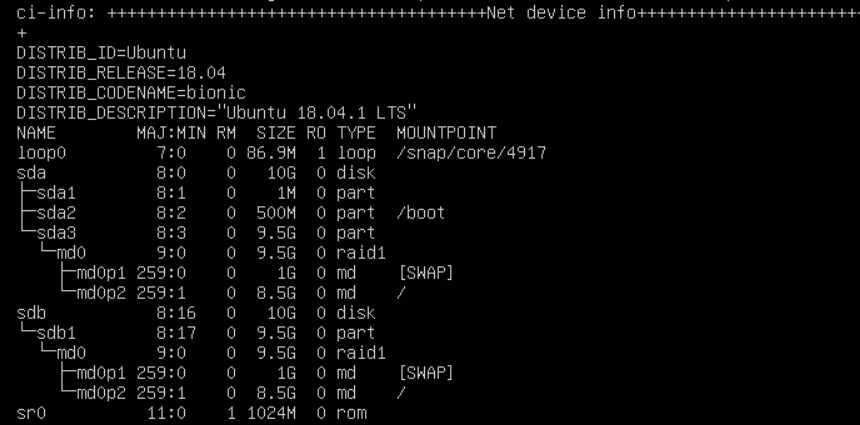 ci-info: ++++++++++++++++++++++++++++++++++++++Net device info++++++++++++++++++++++
+
DISTRIB_ID=Ubuntu
DISTRIB_RELEASE=18.04
DISTRIB_CODENAME=bionic
DISTRIB_DESCRIPTION="Ubuntu 18.04.1 LTS"
NAME        MAJ:MIN RM  SIZE RO TYPE  MOUNTPOINT
loop0         7:0    0 86.9M  1 loop  /snap/core/4917
sda           8:0    0   10G  0 disk
├─sda1        8:1    0    1M  0 part
├─sda2        8:2    0  500M  0 part  /boot
└─sda3        8:3    0  9.5G  0 part
  └─md0       9:0    0  9.5G  0 raid1
    ├─md0p1 259:0    0    1G  0 md    [SWAP]
    └─md0p2 259:1    0  8.5G  0 md    /
sdb           8:16   0   10G  0 disk
└─sdb1        8:17   0  9.5G  0 part
  └─md0       9:0    0  9.5G  0 raid1
    ├─md0p1 259:0    0    1G  0 md    [SWAP]
    └─md0p2 259:1    0  8.5G  0 md    /
sr0          11:0    1 1024M  0 rom